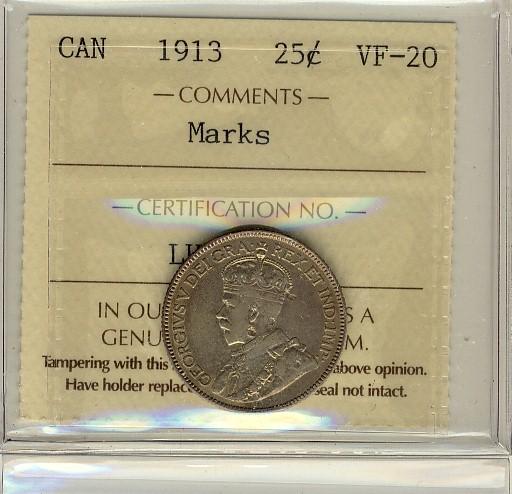 CAN 1913 25¢ VF-20
— COMMENTS —
Marks
— CERTIFICATION NO. —
IN OU S A
GENU M.
Tampering with this above opinion.
Have holder replac seal not intact.
GEORGIVS V DEI GRA: REX ET IND: IMP: